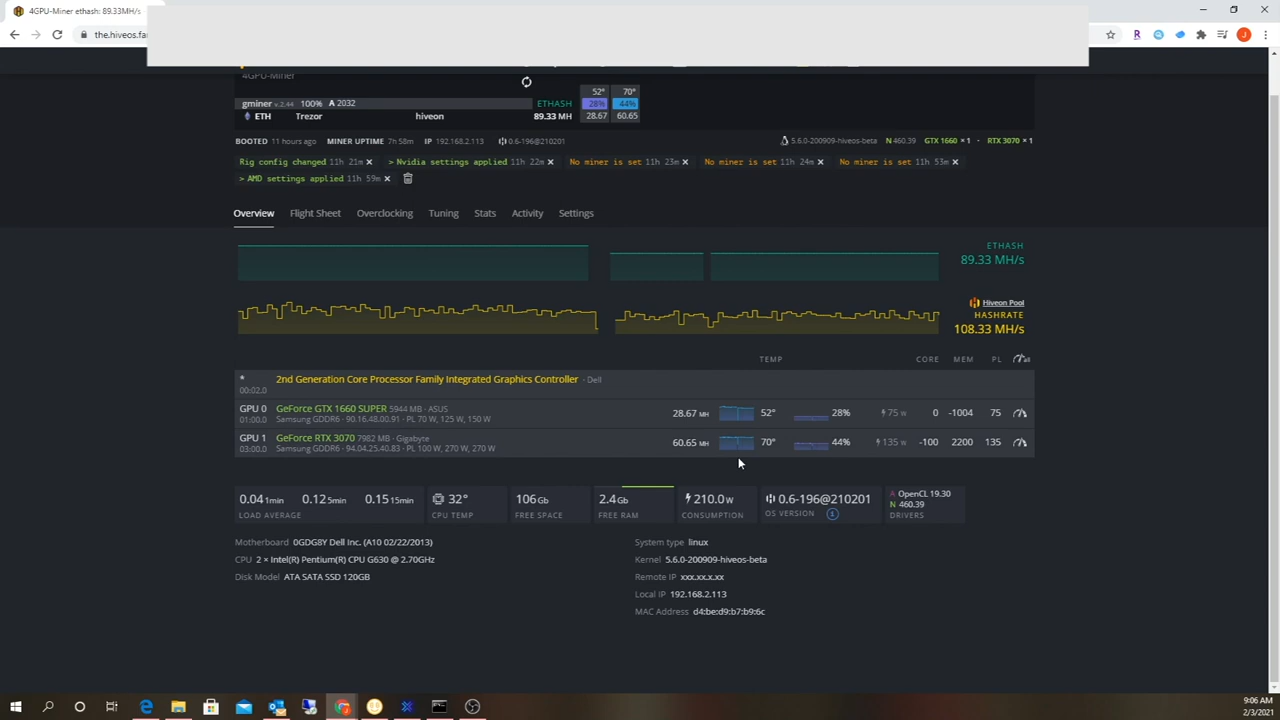 4GPU-Miner ethash: 89.33MH/s
the.hiveos.fa
4GPU-Miner
52° 70°
gminer v.2.44 100% A 2032 ETHASH 28% 44%
ETH Trezor hiveon 89.33 MH 28.67 60.65
BOOTED 11 hours ago MINER UPTIME 7h 58m IP 192.168.2.113 0.6-196@210201 5.6.0-200909-hiveos-beta N 460.39 GTX 1660 × 1 - RTX 3070 × 1
Rig config changed 11h 21m × > Nvidia settings applied 11h 22m × No miner is set 11h 23m × No miner is set 11h 24m × No miner is set 11h 53m ×
> AMD settings applied 11h 59m ×
Overview Flight Sheet Overclocking Tuning Stats Activity Settings
ETHASH
89.33 MH/s
Hiveon Pool
HASHRATE
108.33 MH/s
TEMP CORE MEM PL
* 2nd Generation Core Processor Family Integrated Graphics Controller · Dell
00:02.0
GPU 0 GeForce GTX 1660 SUPER 5944 MB · ASUS 28.67 MH 52° 28% 75 W 0 -1004 75
01:00.0 Samsung GDDR6 · 90.16.48.00.91 · PL 70 W, 125 W, 150 W
GPU 1 GeForce RTX 3070 7982 MB · Gigabyte 60.65 MH 70° 44% 135 W -100 2200 135
03:00.0 Samsung GDDR6 · 94.04.25.40.83 · PL 100 W, 270 W, 270 W
0.04 1min 0.12 5min 0.15 15min 32° 106Gb 2.4Gb 210.0W 0.6-196@210201 A OpenCL 19.30
N 460.39
LOAD AVERAGE CPU TEMP FREE SPACE FREE RAM CONSUMPTION OS VERSION 1 DRIVERS
Motherboard 0GDG8Y Dell Inc. (A10 02/22/2013) System type linux
CPU 2 × Intel(R) Pentium(R) CPU G630 @ 2.70GHz Kernel 5.6.0-200909-hiveos-beta
Disk Model ATA SATA SSD 120GB Remote IP xxx.xx.x.xx
Local IP 192.168.2.113
MAC Address d4:be:d9:b7:b9:6c
9:06 AM
2/3/2021